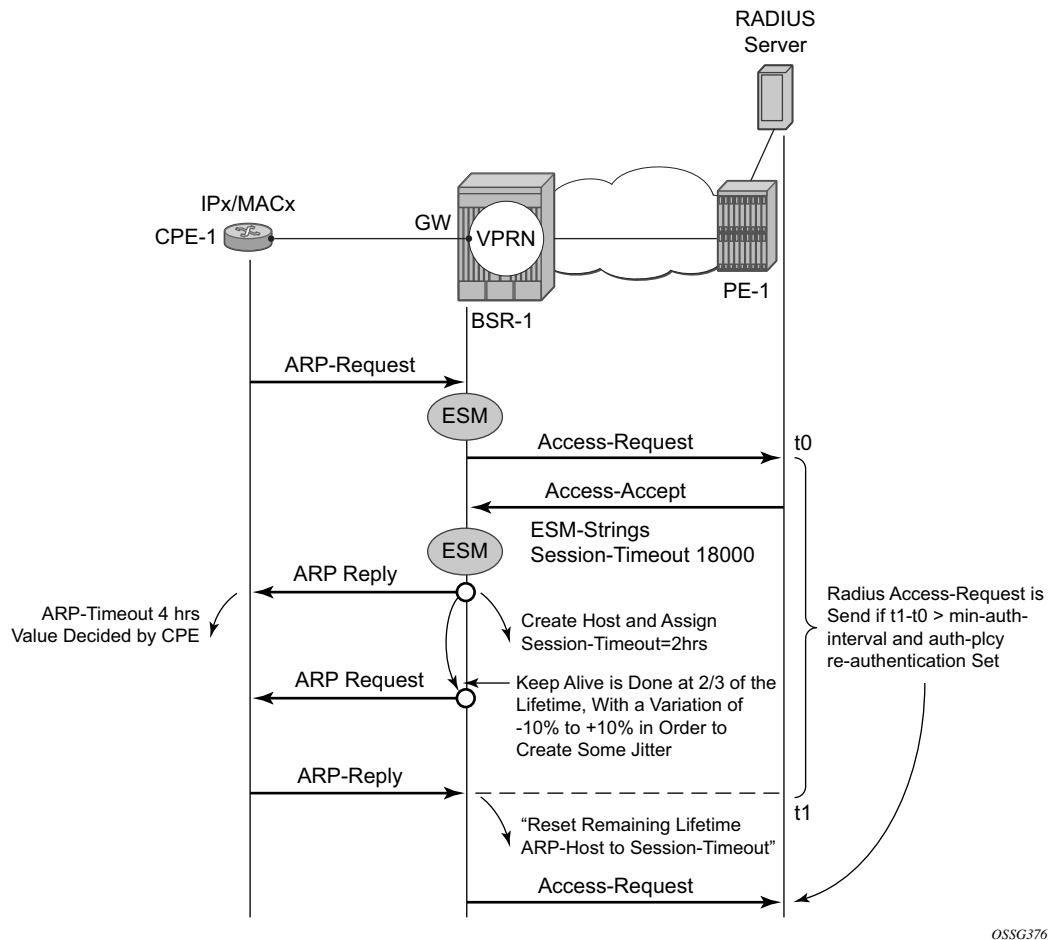 RADIUS
Server
IPx/MACx
CPE-1
GW
VPRN
PE-1
BSR-1
ARP-Request
ESM
Access-Request
t0
Access-Accept
ESM-Strings
Session-Timeout 18000
ESM
ARP Reply
ARP-Timeout 4 hrs
Value Decided by CPE
Create Host and Assign
Session-Timeout=2hrs
Radius Access-Request is
Send if t1-t0 > min-auth-
interval and auth-plcy
re-authentication Set
ARP Request
Keep Alive is Done at 2/3 of the
Lifetime, With a Variation of
-10% to +10% in Order to
Create Some Jitter
ARP-Reply
t1
“Reset Remaining Lifetime
ARP-Host to Session-Timeout”
Access-Request
OSSG376